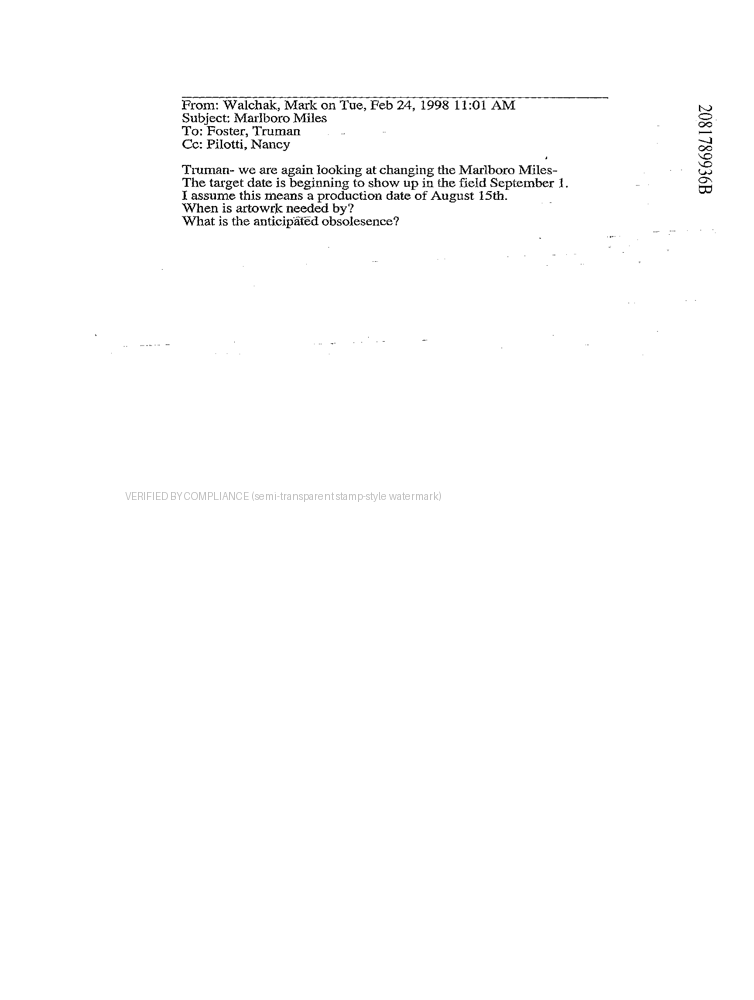 From: Walchak, Mark on Tue, Feb 24, 1998 11:01 AM
Subject: Marlboro Miles
To: Foster, Truman
Cc: Pilotti, Nancy
Truman- we are again looking at changing the Marlboro Miles-
The target date is beginning to show up in the field September 1.
I assume this means a production date of August 15th.
When is artowrk needed by?
What is the anticipated obsolesence?
2081789936B
VERIFIED BY COMPLIANCE (semi-transparent stamp-style watermark)